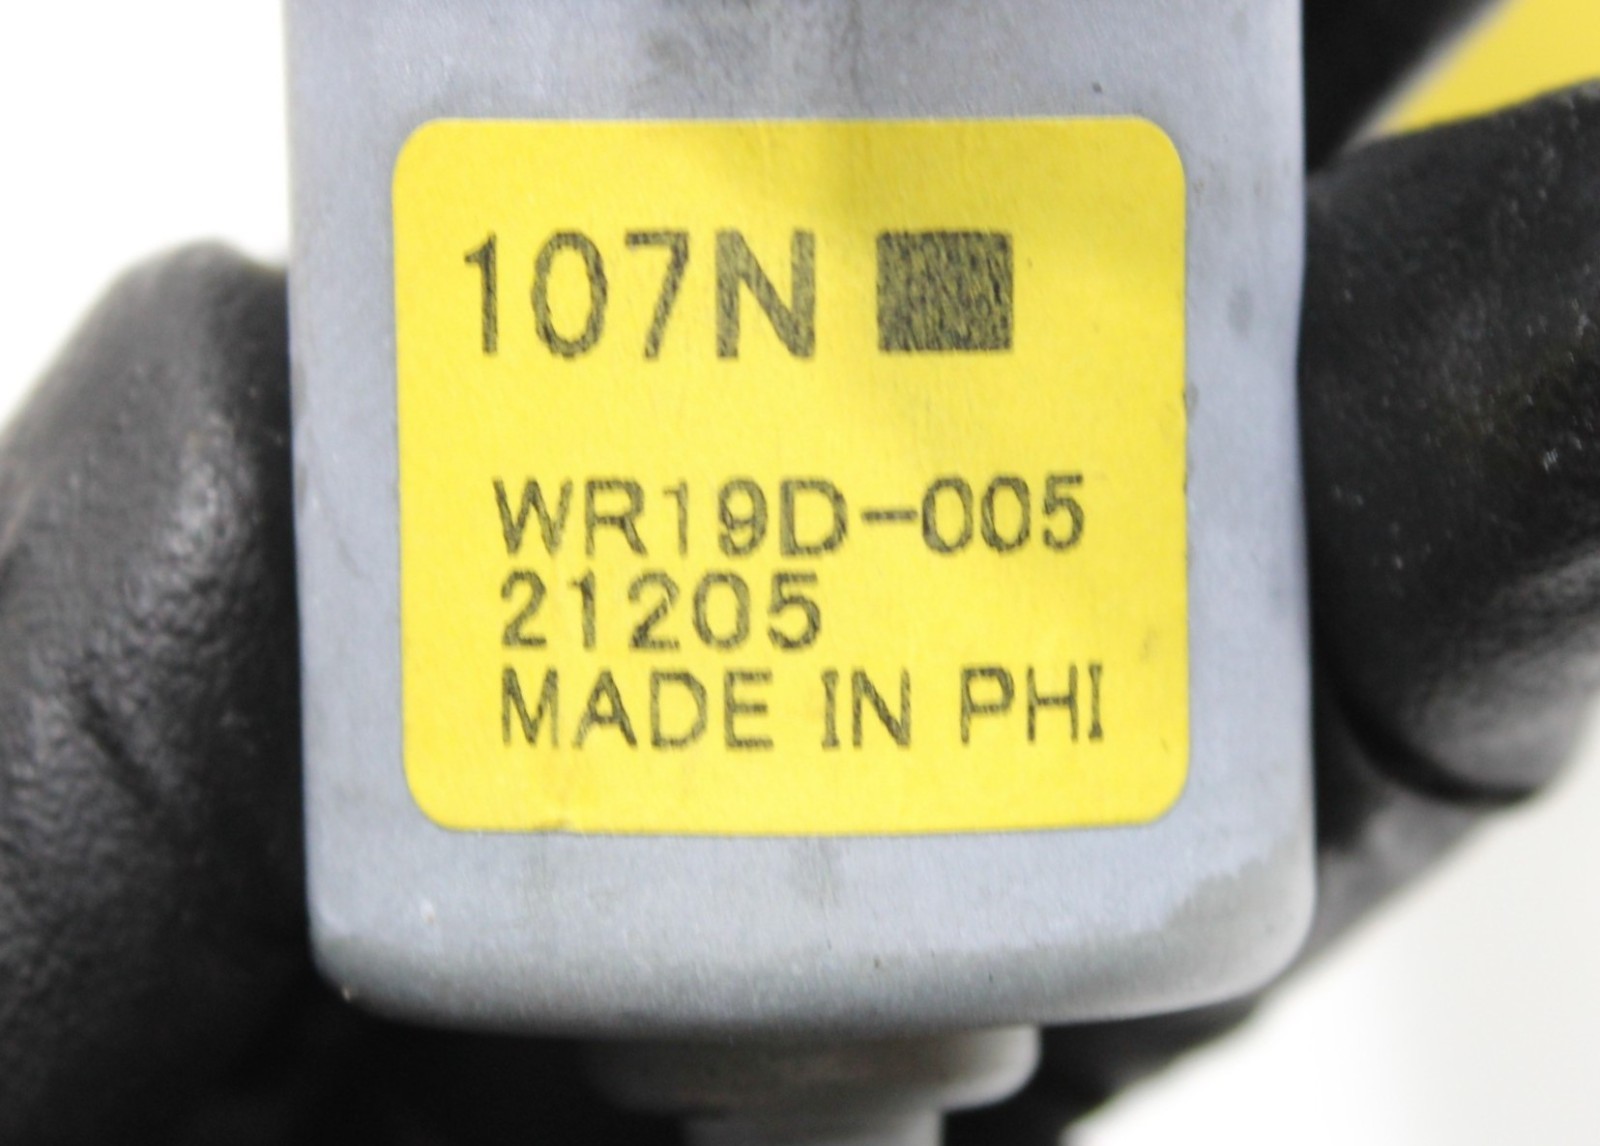 107N ■
WR19D-005
21205
MADE IN PHI